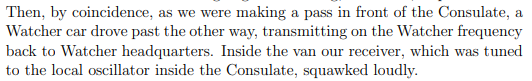 Then, by coincidence, as we were making a pass in front of the Consulate, a
Watcher car drove past the other way, transmitting on the Watcher frequency
back to Watcher headquarters. Inside the van our receiver, which was tuned
to the local oscillator inside the Consulate, squawked loudly.